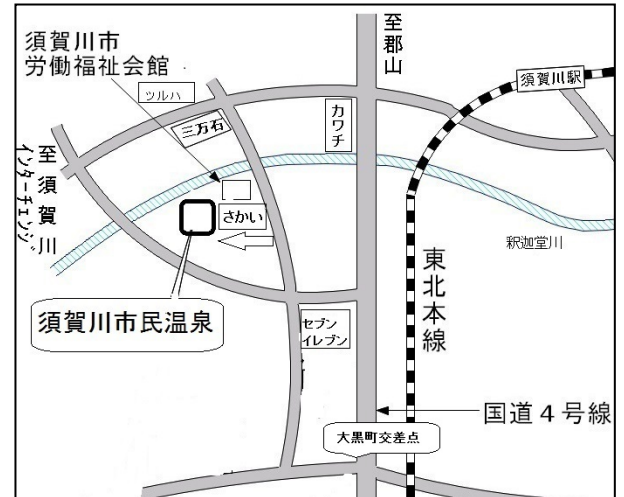 須賀川市
労働福祉会館
至郡山
須賀川駅
ツルハ
三万石
カワチ
至須賀川
インターチェンジ
さかい
釈迦堂川
須賀川市民温泉
東北本線
セブン
イレブン
国道４号線
大黒町交差点